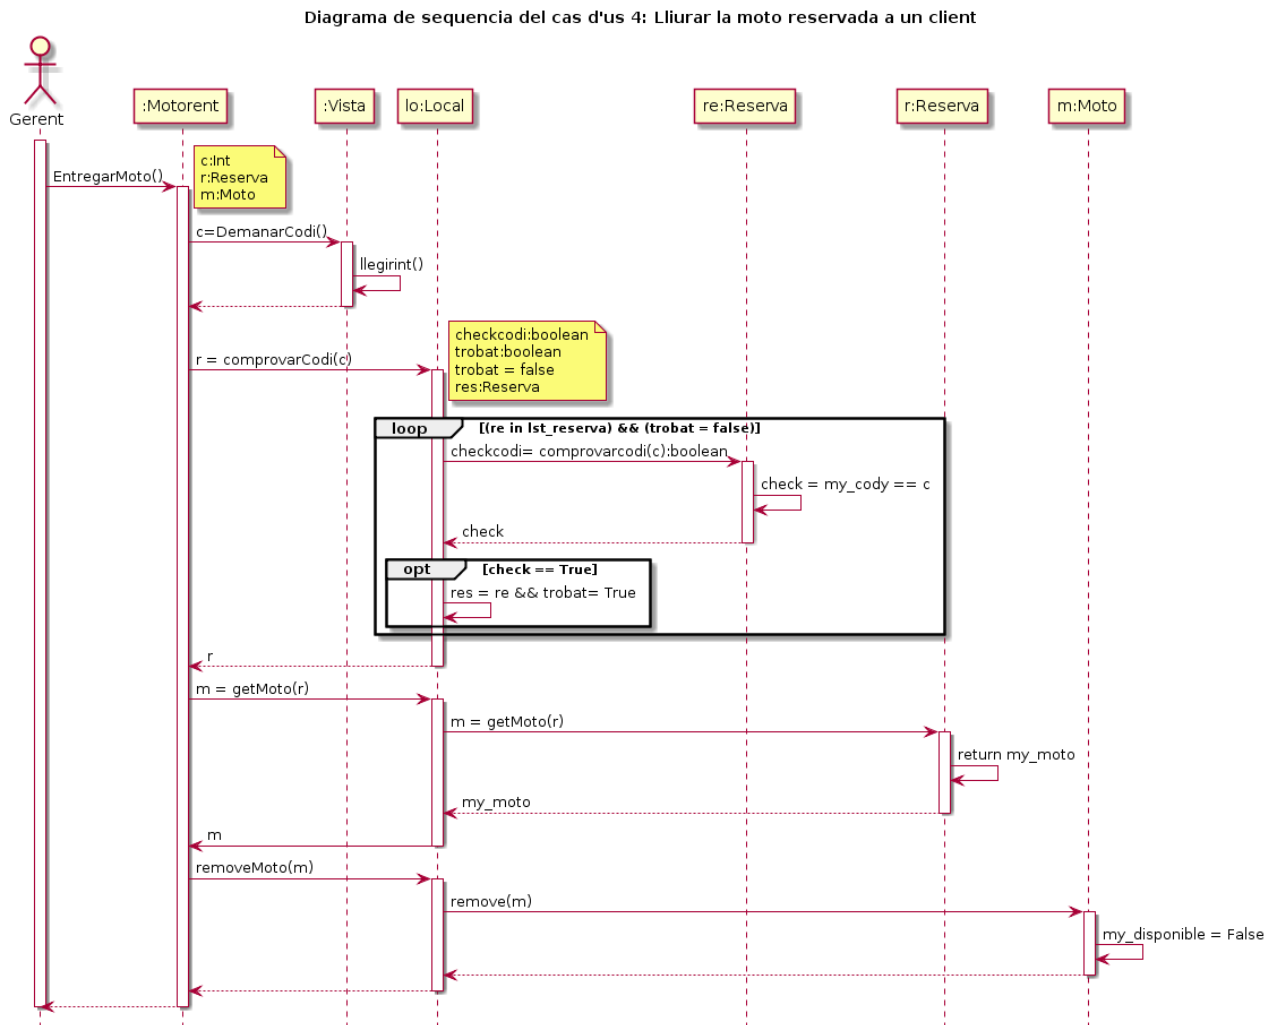 Diagrama de sequencia del cas d'us 4: Lliurar la moto reservada a un client
Gerent
:Motorent
:Vista
lo:Local
re:Reserva
r:Reserva
m:Moto
EntregarMoto()
c:Int
r:Reserva
m:Moto
c=DemanarCodi()
llegirint()
r = comprovarCodi(c)
checkcodi:boolean
trobat:boolean
trobat = false
res:Reserva
loop
[(re in lst_reserva) && (trobat = false)]
checkcodi= comprovarcodi(c):boolean
check = my_cody == c
check
opt
[check == True]
res = re && trobat= True
r
m = getMoto(r)
m = getMoto(r)
return my_moto
my_moto
m
removeMoto(m)
remove(m)
my_disponible = False